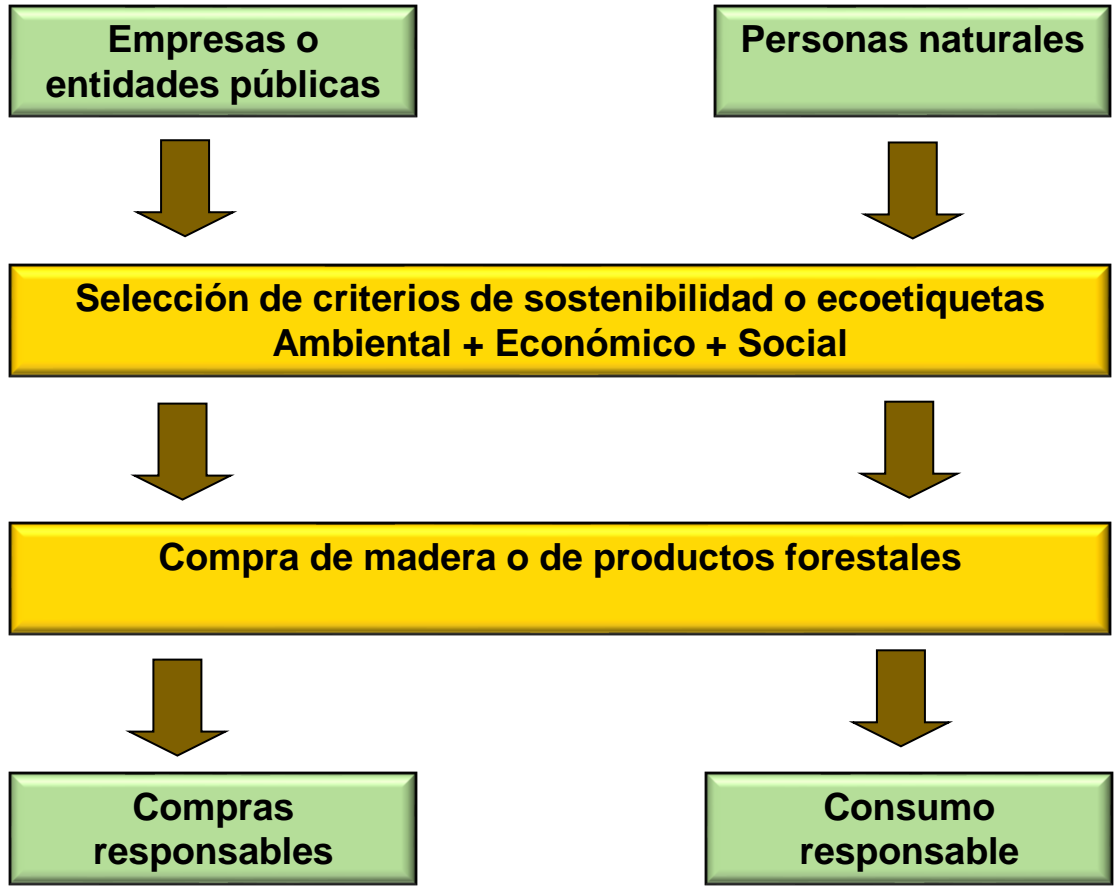 Empresas o
entidades públicas
Personas naturales
Selección de criterios de sostenibilidad o ecoetiquetas
Ambiental + Económico + Social
Compra de madera o de productos forestales
Compras
responsables
Consumo
responsable